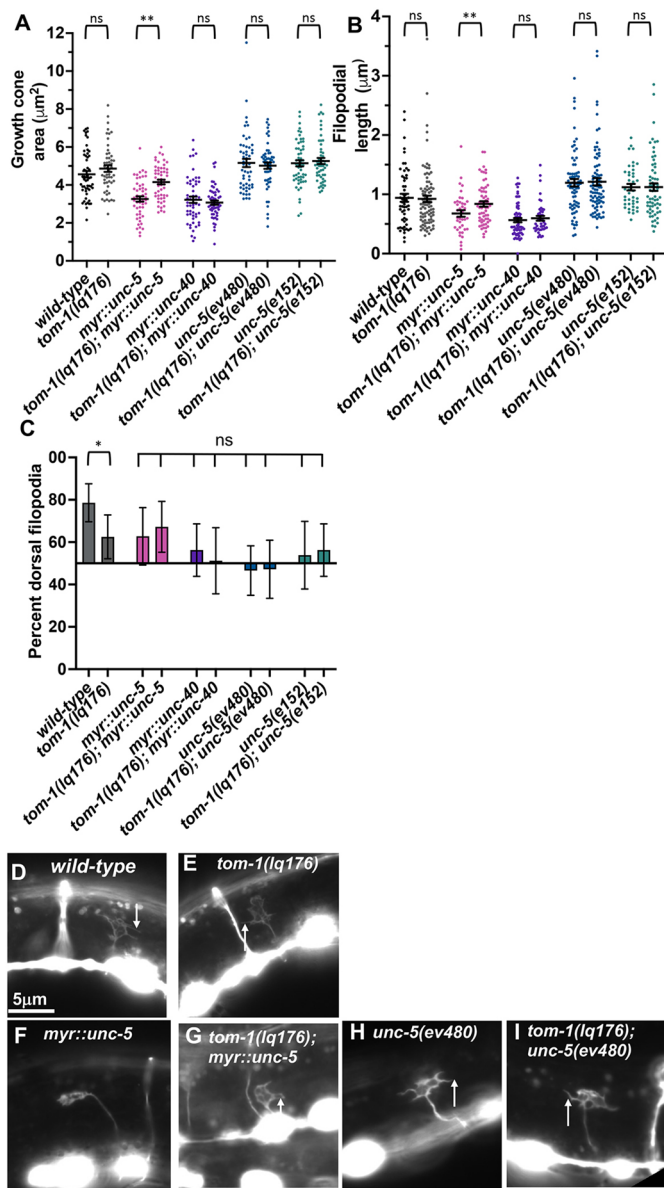 A
ns
**
ns
ns
ns
Growth cone
area (μm²)
12
10
8
6
4
2
0
wild-type
tom-1(lq176)
myr::unc-5
tom-1(lq176); myr::unc-5
myr::unc-40
tom-1(lq176); myr::unc-40
unc-5(ev480)
tom-1(lq176); unc-5(ev480)
unc-5(e152)
tom-1(lq176); unc-5(e152)
B
ns
**
ns
ns
ns
Filopodial
length (μm)
4
3
2
1
0
wild-type
tom-1(lq176)
myr::unc-5
tom-1(lq176); myr::unc-5
myr::unc-40
tom-1(lq176); myr::unc-40
unc-5(ev480)
tom-1(lq176); unc-5(ev480)
unc-5(e152)
tom-1(lq176); unc-5(e152)
C
*
ns
Percent dorsal filopodia
00
80
60
40
20
00
wild-type
tom-1(lq176)
myr::unc-5
tom-1(lq176); myr::unc-5
myr::unc-40
tom-1(lq176); myr::unc-40
unc-5(ev480)
tom-1(lq176); unc-5(ev480)
unc-5(e152)
tom-1(lq176); unc-5(e152)
D
wild-type
5μm
E
tom-1(lq176)
F
myr::unc-5
G
tom-1(lq176);
myr::unc-5
H
unc-5(ev480)
I
tom-1(lq176);
unc-5(ev480)